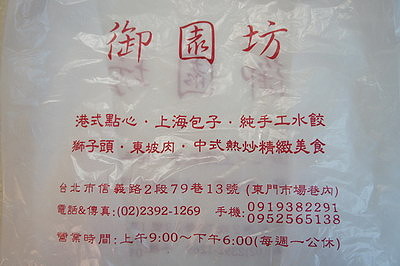 御園坊
港式點心・上海包子・純手工水餃
獅子頭・東坡肉・中式熱炒精緻美食
台北市信義路2段79巷13號(東門市場巷內)
電話&傳真:(02)2392-1269 手機:0919382291
0952565138
營業時間:上午9:00～下午6:00(每週一公休)